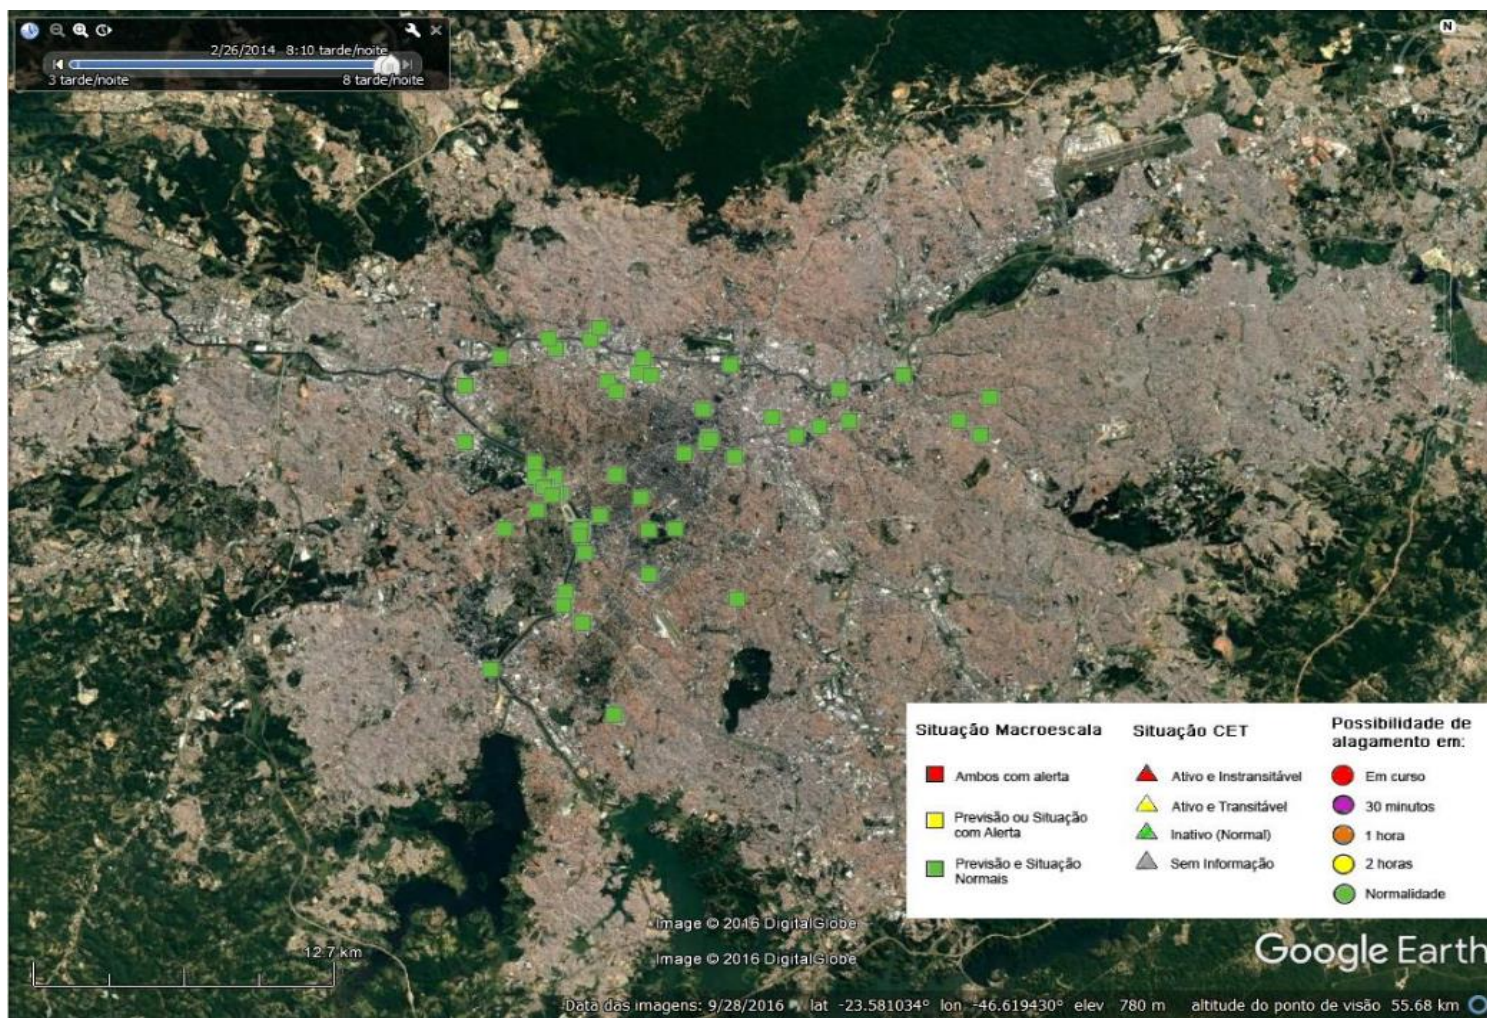 2/26/2014 8:10 tarde/noite
3 tarde/noite
8 tarde/noite
N
Situação Macroescala
Ambos com alerta
Previsão ou Situação
com Alerta
Previsão e Situação
Normais
Situação CET
Ativo e Instransitável
Ativo e Transitável
Inativo (Normal)
Sem Informação
Possibilidade de
alagamento em:
Em curso
30 minutos
1 hora
2 horas
Normalidade
Image © 2016 DigitalGlobe
Image © 2016 DigitalGlobe
12.7 km
Google Earth
Data das imagens: 9/28/2016 lat -23.581034° lon -46.619430° elev 780 m altitude do ponto de visão 55.68 km